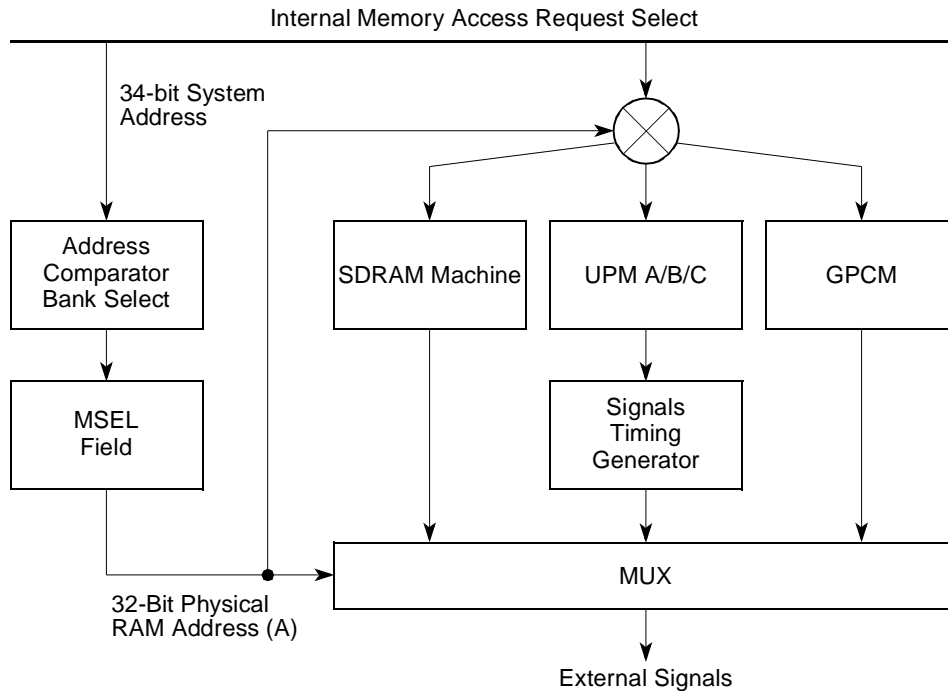 Internal Memory Access Request Select
34-bit System
Address
Address
Comparator
Bank Select
SDRAM Machine
UPM A/B/C
GPCM
MSEL
Field
Signals
Timing
Generator
MUX
32-Bit Physical
RAM Address (A)
External Signals